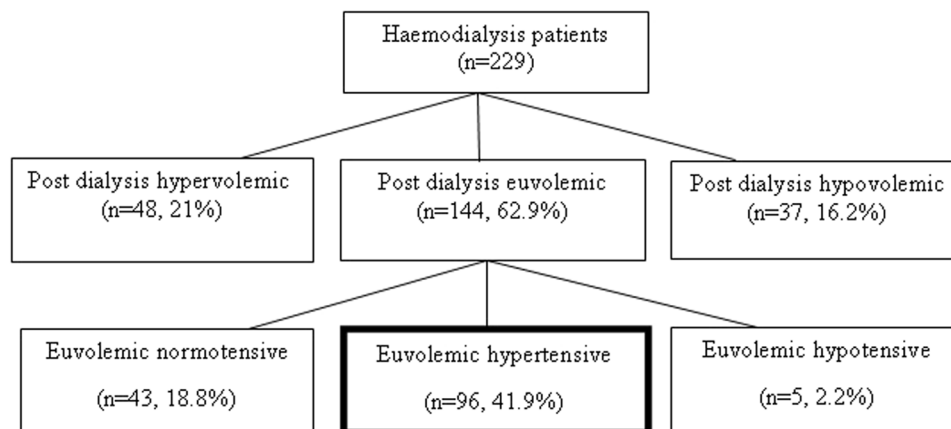 Haemodialysis patients
(n=229)
Post dialysis hypervolemic
(n=48, 21%)
Post dialysis euvolemic
(n=144, 62.9%)
Post dialysis hypovolemic
(n=37, 16.2%)
Euvolemic normotensive
(n=43, 18.8%)
Euvolemic hypertensive
(n=96, 41.9%)
Euvolemic hypotensive
(n=5, 2.2%)